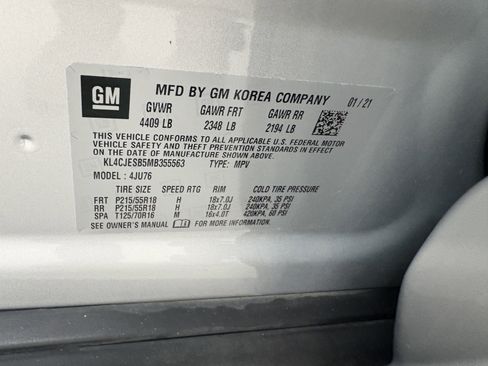 GM
MFD BY GM KOREA COMPANY 01/21
GVWR GAWR FRT GAWR RR
4409 LB 2348 LB 2194 LB
THIS VEHICLE CONFORMS TO ALL APPLICABLE U.S. FEDERAL MOTOR
VEHICLE SAFETY AND THEFT PREVENTION STANDARDS IN EFFECT ON
THE DATE OF MANUFACTURE SHOWN ABOVE.
KL4CJESB5MB355563 TYPE: MPV
MODEL : 4JU76
TIRE SIZE SPEED RTG RIM COLD TIRE PRESSURE
FRT P215/55R18 H 18x7.0J 240KPA, 35 PSI
RR P215/55R18 H 18x7.0J 240KPA, 35 PSI
SPA T125/70R16 M 16x4.0T 420KPA, 60 PSI
SEE OWNER'S MANUAL FOR MORE INFORMATION.